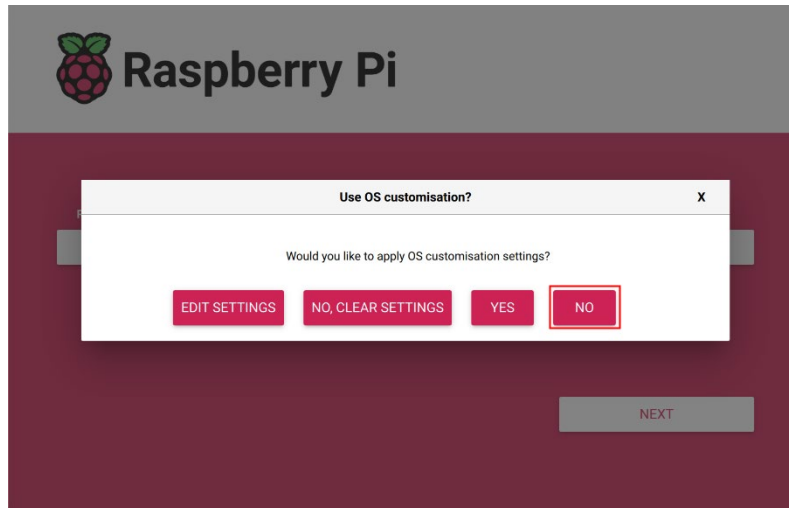 Raspberry Pi
Use OS customisation?
X
Would you like to apply OS customisation settings?
EDIT SETTINGS
NO, CLEAR SETTINGS
YES
NO
NEXT